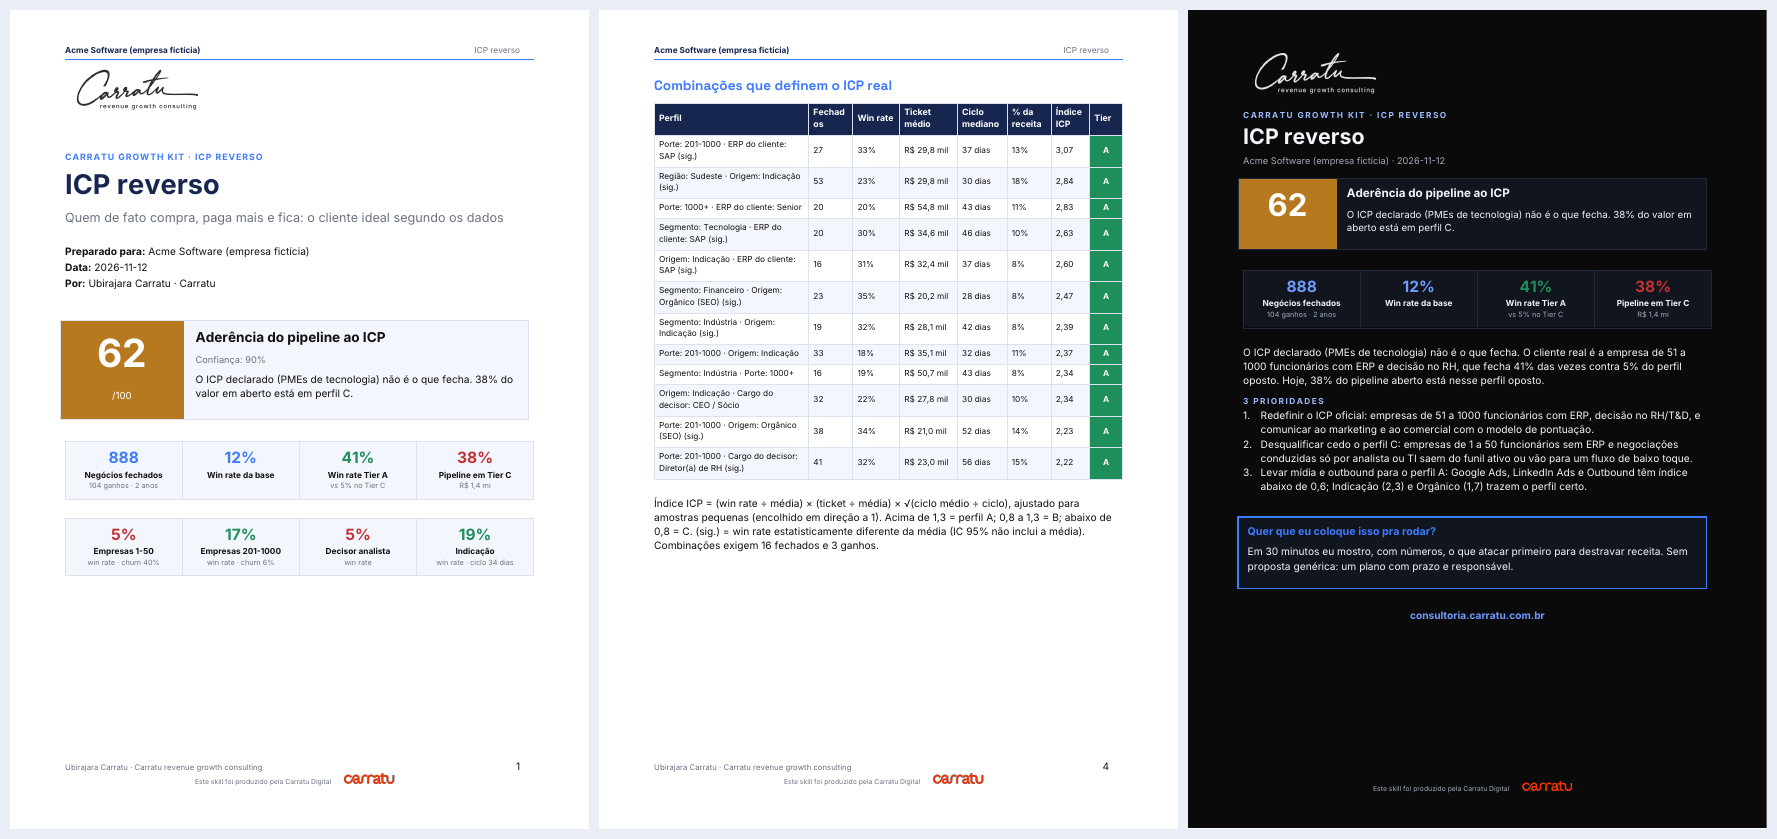 Acme Software (empresa fictícia)
ICP reverso
Carratu
revenue growth consulting
CARRATU GROWTH KIT · ICP REVERSO
ICP reverso
Quem de fato compra, paga mais e fica: o cliente ideal segundo os dados
Preparado para: Acme Software (empresa fictícia)
Data: 2026-11-12
Por: Ubirajara Carratu · Carratu
62
/100
Aderência do pipeline ao ICP
Confiança: 90%
O ICP declarado (PMEs de tecnologia) não é o que fecha. 38% do
valor em aberto está em perfil C.
888 12% 41% 38%
Negócios fechados Win rate da base Win rate Tier A Pipeline em Tier C
104 ganhos · 2 anos vs 5% no Tier C R$ 1,4 mi
5% 17% 5% 19%
Empresas 1-50 Empresas 201-1000 Decisor analista Indicação
win rate · churn 40% win rate · churn 6% win rate win rate · ciclo 34 dias
Ubirajara Carratu · Carratu revenue growth consulting 1
Este skill foi produzido pela Carratu Digital carratu
Acme Software (empresa fictícia)
ICP reverso
Combinações que definem o ICP real
Perfil Fechad Win rate Ticket Ciclo % da Índice Tier
os médio mediano receita ICP
Porte: 201-1000 · ERP do cliente: 27 33% R$ 29,8 mil 37 dias 13% 3,07 A
SAP (sig.)
Região: Sudeste · Origem: Indicação 53 23% R$ 29,8 mil 30 dias 18% 2,84 A
(sig.)
Porte: 1000+ · ERP do cliente: Senior 20 20% R$ 54,8 mil 43 dias 11% 2,83 A
Segmento: Tecnologia · ERP do 20 30% R$ 34,6 mil 46 dias 10% 2,63 A
cliente: SAP (sig.)
Origem: Indicação · ERP do cliente: 16 31% R$ 32,4 mil 37 dias 8% 2,60 A
SAP (sig.)
Segmento: Financeiro · Origem: 23 35% R$ 20,2 mil 28 dias 8% 2,47 A
Orgânico (SEO) (sig.)
Segmento: Indústria · Origem: 19 32% R$ 28,1 mil 42 dias 8% 2,39 A
Indicação (sig.)
Porte: 201-1000 · Origem: Indicação 33 18% R$ 35,1 mil 32 dias 11% 2,37 A
Segmento: Indústria · Porte: 1000+ 16 19% R$ 50,7 mil 43 dias 8% 2,34 A
Origem: Indicação · Cargo do 32 22% R$ 27,8 mil 30 dias 10% 2,34 A
decisor: CEO / Sócio
Porte: 201-1000 · Origem: Orgânico 38 34% R$ 21,0 mil 52 dias 14% 2,23 A
(SEO) (sig.)
Porte: 201-1000 · Cargo do decisor: 41 32% R$ 23,0 mil 56 dias 15% 2,22 A
Diretor(a) de RH (sig.)
Índice ICP = (win rate ÷ média) × (ticket ÷ média) × √(ciclo médio ÷ ciclo), ajustado para
amostras pequenas (encolhido em direção a 1). Acima de 1,3 = perfil A; 0,8 a 1,3 = B; abaixo de
0,8 = C. (sig.) = win rate estatisticamente diferente da média (IC 95% não inclui a média).
Combinações exigem 16 fechados e 3 ganhos.
Ubirajara Carratu · Carratu revenue growth consulting 4
Este skill foi produzido pela Carratu Digital carratu
Carratu
revenue growth consulting
CARRATU GROWTH KIT · ICP REVERSO
ICP reverso
Acme Software (empresa fictícia) · 2026-11-12
62
Aderência do pipeline ao ICP
O ICP declarado (PMEs de tecnologia) não é o que fecha. 38% do valor em
aberto está em perfil C.
888 12% 41% 38%
Negócios fechados Win rate da base Win rate Tier A Pipeline em Tier C
104 ganhos · 2 anos vs 5% no Tier C R$ 1,4 mi
O ICP declarado (PMEs de tecnologia) não é o que fecha. O cliente real é a empresa de 51 a
1000 funcionários com ERP e decisão no RH, que fecha 41% das vezes contra 5% do perfil
oposto. Hoje, 38% do pipeline aberto está nesse perfil oposto.
3 PRIORIDADES
1. Redefinir o ICP oficial: empresas de 51 a 1000 funcionários com ERP, decisão no RH/T&D, e
comunicar ao marketing e ao comercial com o modelo de pontuação.
2. Desqualificar cedo o perfil C: empresas de 1 a 50 funcionários sem ERP e negociações
conduzidas só por analista ou TI saem do funil ativo ou vão para um fluxo de baixo toque.
3. Levar mídia e outbound para o perfil A: Google Ads, LinkedIn Ads e Outbound têm índice
abaixo de 0,6; Indicação (2,3) e Orgânico (1,7) trazem o perfil certo.
Quer que eu coloque isso pra rodar?
Em 30 minutos eu mostro, com números, o que atacar primeiro para destravar receita. Sem
proposta genérica: um plano com prazo e responsável.
consultoria.carratu.com.br
Este skill foi produzido pela Carratu Digital carratu